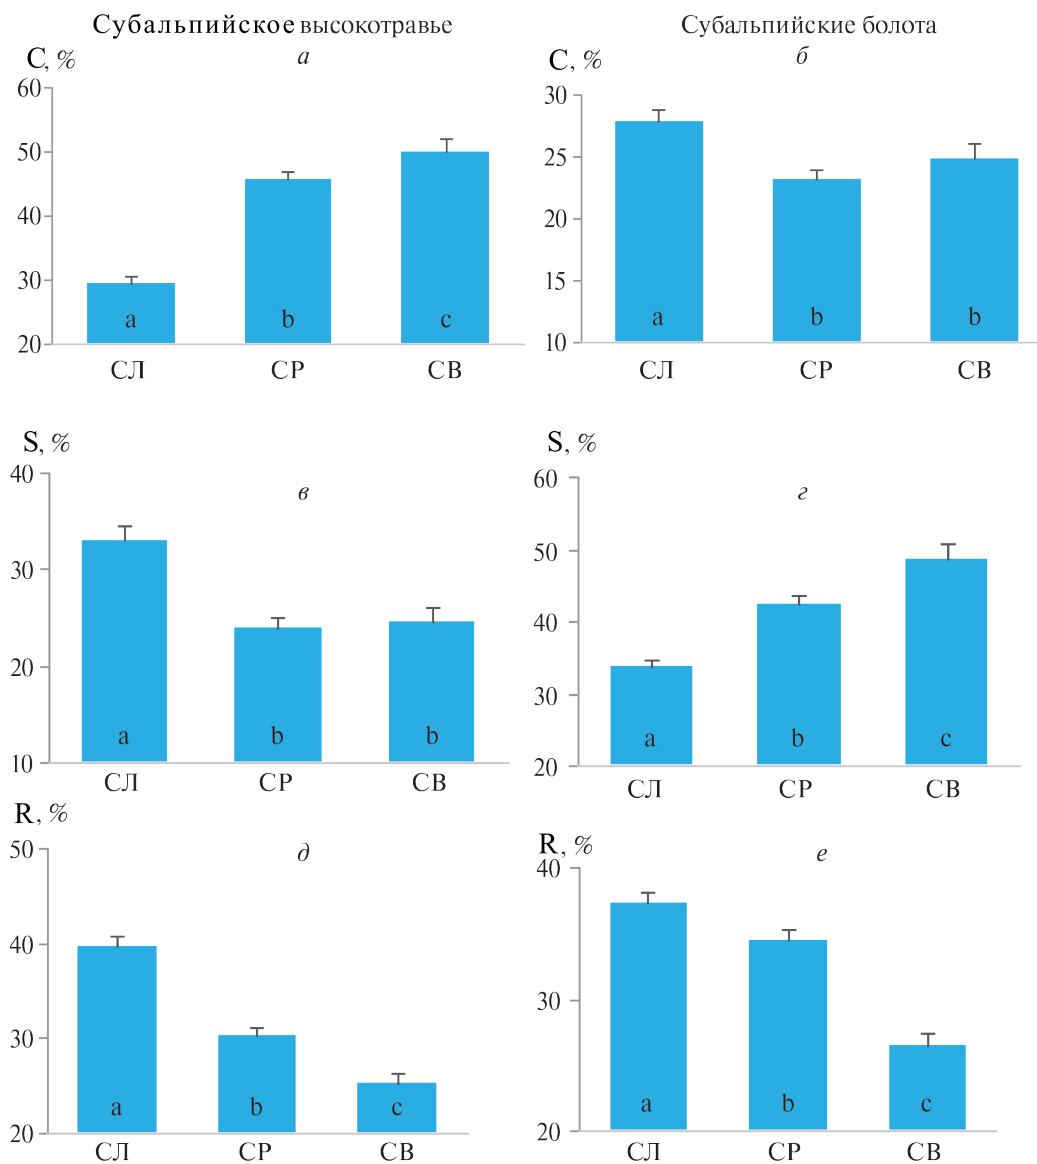 Субальпийское высокотравье
Субальпийские болота
а
C, %
60
50
40
30
20
a
b
c
СЛ
СР
СВ
б
C, %
30
25
20
15
10
a
b
b
СЛ
СР
СВ
S, %
в
40
30
20
10
a
b
b
СЛ
СР
СВ
S, %
г
60
50
40
30
20
a
b
c
СЛ
СР
СВ
R, %
д
50
40
30
20
a
b
c
СЛ
СР
СВ
R, %
е
40
30
20
a
b
c
СЛ
СР
СВ